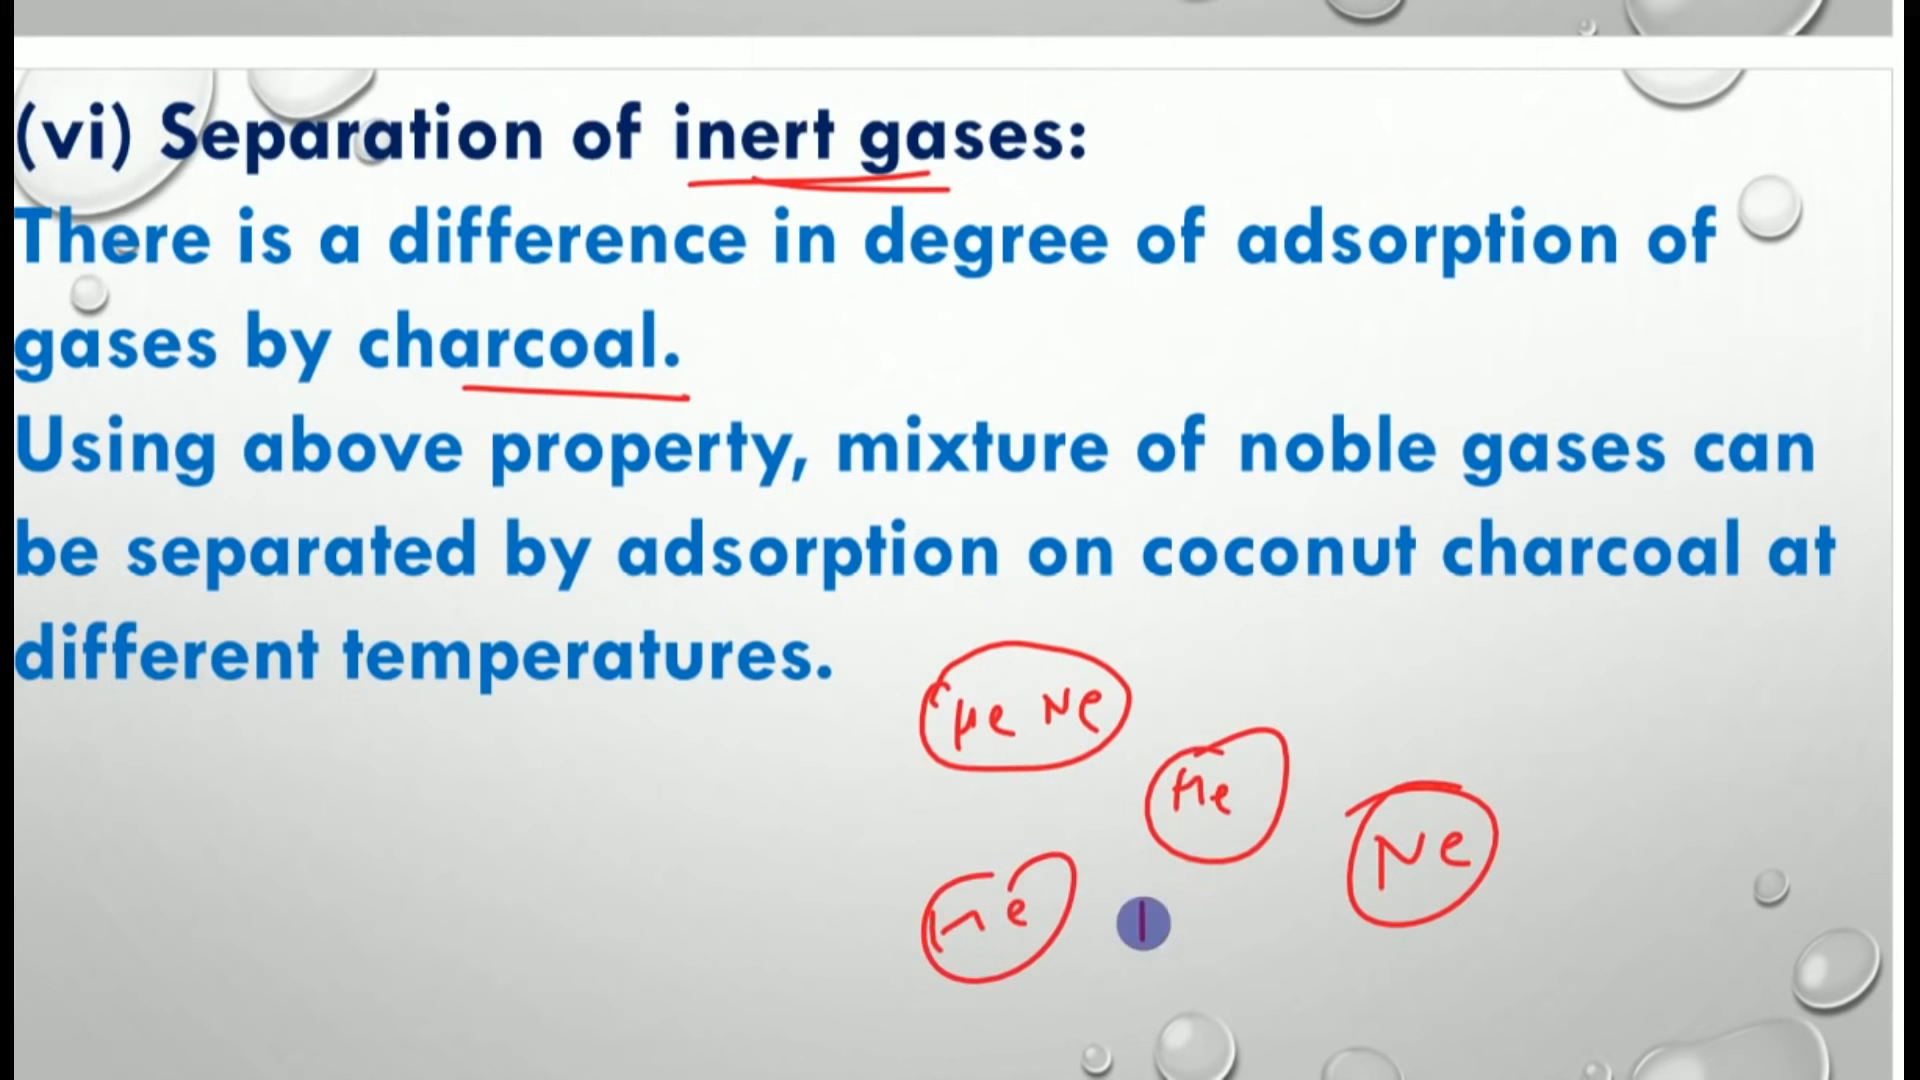 (vi) Separation of inert gases:
There is a difference in degree of adsorption of
gases by charcoal.
Using above property, mixture of noble gases can
be separated by adsorption on coconut charcoal at
different temperatures.
He Ne
He
Ne
He